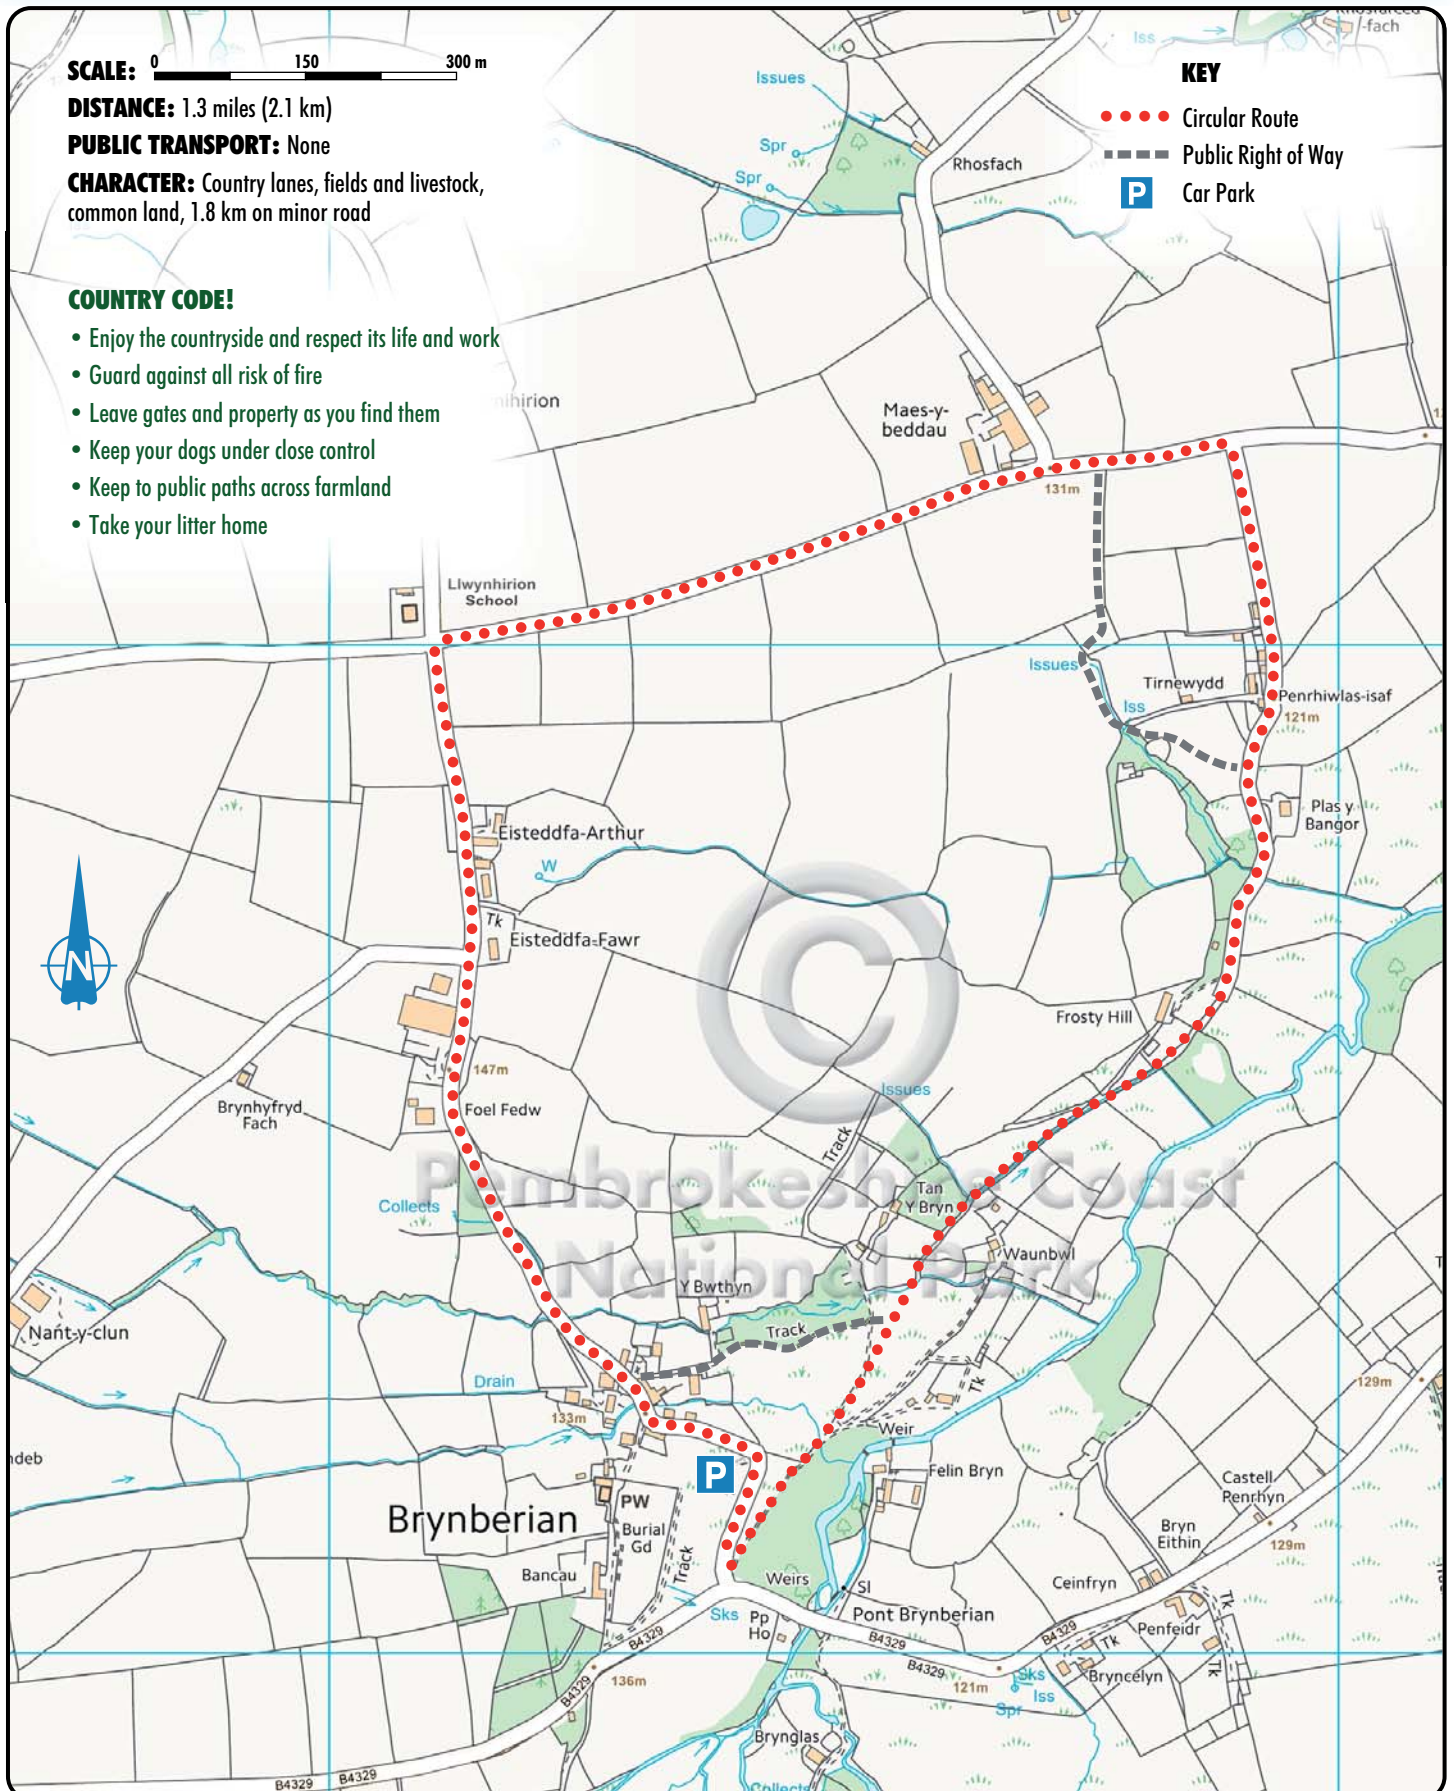 SCALE: 0 150 300 m
DISTANCE: 1.3 miles (2.1 km)
PUBLIC TRANSPORT: None
CHARACTER: Country lanes, fields and livestock,
common land, 1.8 km on minor road
COUNTRY CODE!
• Enjoy the countryside and respect its life and work
• Guard against all risk of fire
• Leave gates and property as you find them
• Keep your dogs under close control
• Keep to public paths across farmland
• Take your litter home
KEY
Circular Route
Public Right of Way
P Car Park
-fach
Iss
Issues
Spr
Spr
Rhosfach
Maes-y-
beddau
131m
Llwynhirion
School
Issues
Tirnewydd
Iss
Penrhiwlas-isaf
121m
Plas y
Bangor
Eisteddfa-Arthur
W
Tk
Eisteddfa-Fawr
N
Frosty Hill
147m
Foel Fedw
Brynhyfryd
Fach
Issues
Track
©
Pembrokeshire Coast
National Park
Collects
Tan
Y Bryn
Waunbwl
Y Bwthyn
Track
Nant-y-clun
Drain
133m
Tk
129m
Weir
Felin Bryn
P
Castell
Penrhyn
Brynberian
PW
Burial
Gd
Track
Bryn
Eithin
129m
Bancau
Weirs
Sl
Ceinfryn
Sks
Pp
Ho
Pont Brynberian
Penfeidr
Tk
B4329
B4329
B4329
B4329
Tk
Tk
Bryncelyn
136m
121m
Sks
Iss
Spr
B4329
Brynglas
B4329
B4329
Collects